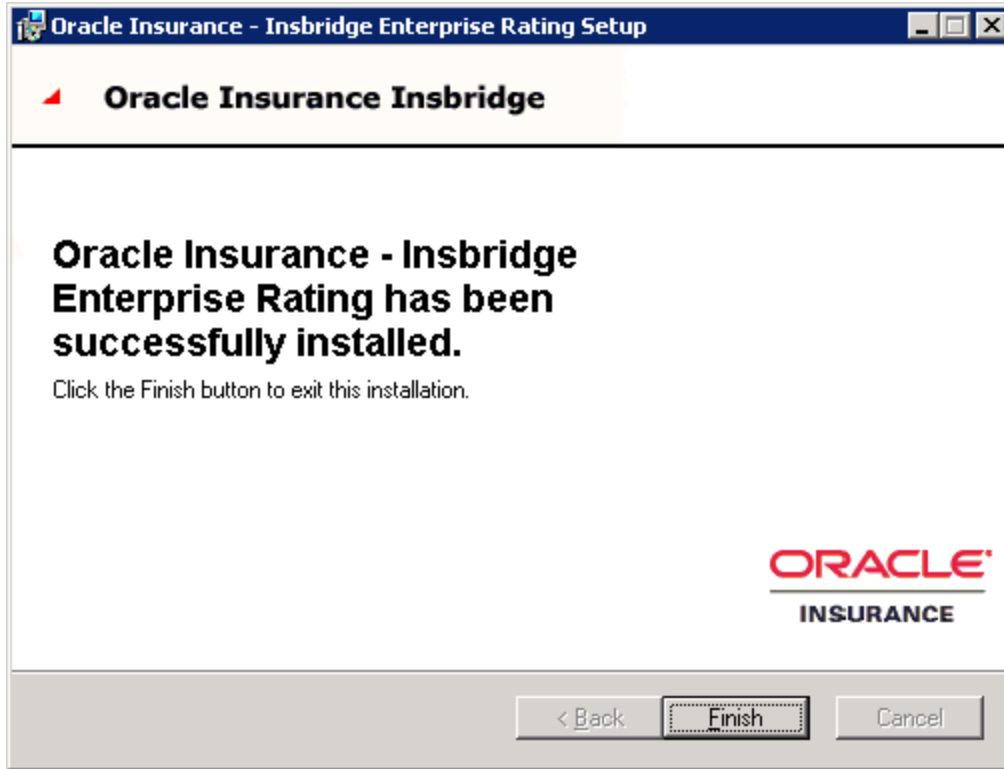 Oracle Insurance - Insbridge Enterprise Rating Setup
Oracle Insurance Insbridge
Oracle Insurance - Insbridge
Enterprise Rating has been
successfully installed.
Click the Finish button to exit this installation.
ORACLE
INSURANCE
< Back
Finish
Cancel